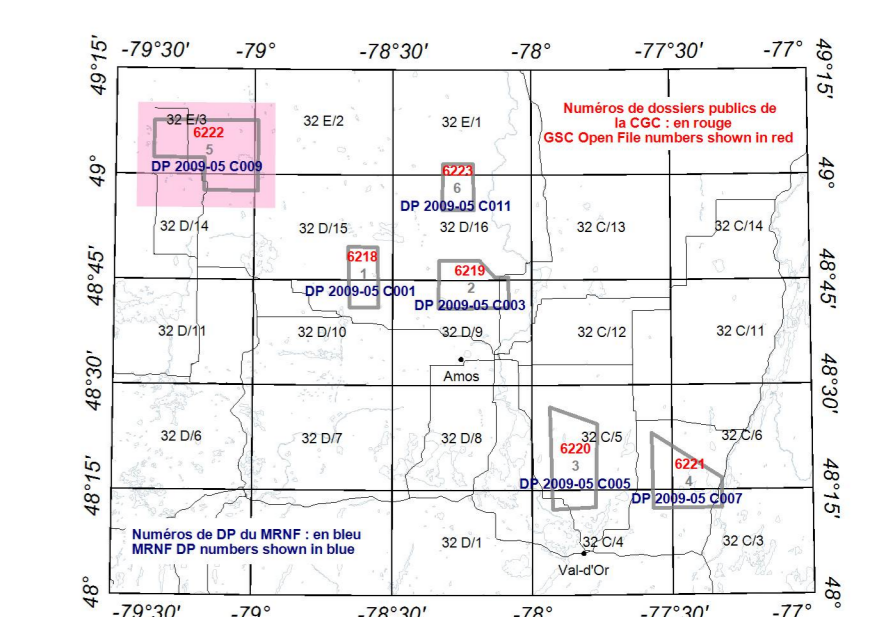 -79°30'
-79°
-78°30'
-78°
-77°30'
-77°
49°15'
49°15'
32 E/3
32 E/2
32 E/1
Numéros de dossiers publics de
la CGC : en rouge
GSC Open File numbers shown in red
6222
5
DP 2009-05 C009
49°
6223
6
DP 2009-05 C011
49°
32 D/14
32 D/15
32 D/16
32 C/13
32 C/14
6218
1
DP 2009-05 C001
6219
2
DP 2009-05 C003
48°45'
48°45'
32 D/11
32 D/10
32 D/9
32 C/12
32 C/11
Amos
48°30'
48°30'
32 D/6
32 D/7
32 D/8
32 C/5
32 C/6
6220
3
DP 2009-05 C005
6221
4
DP 2009-05 C007
48°15'
48°15'
Numéros de DP du MRNF : en bleu
MRNF DP numbers shown in blue
32 D/1
32 C/4
32 C/3
Val-d'Or
48°
48°
-79°30'
-79°
-78°30'
-78°
-77°30'
-77°